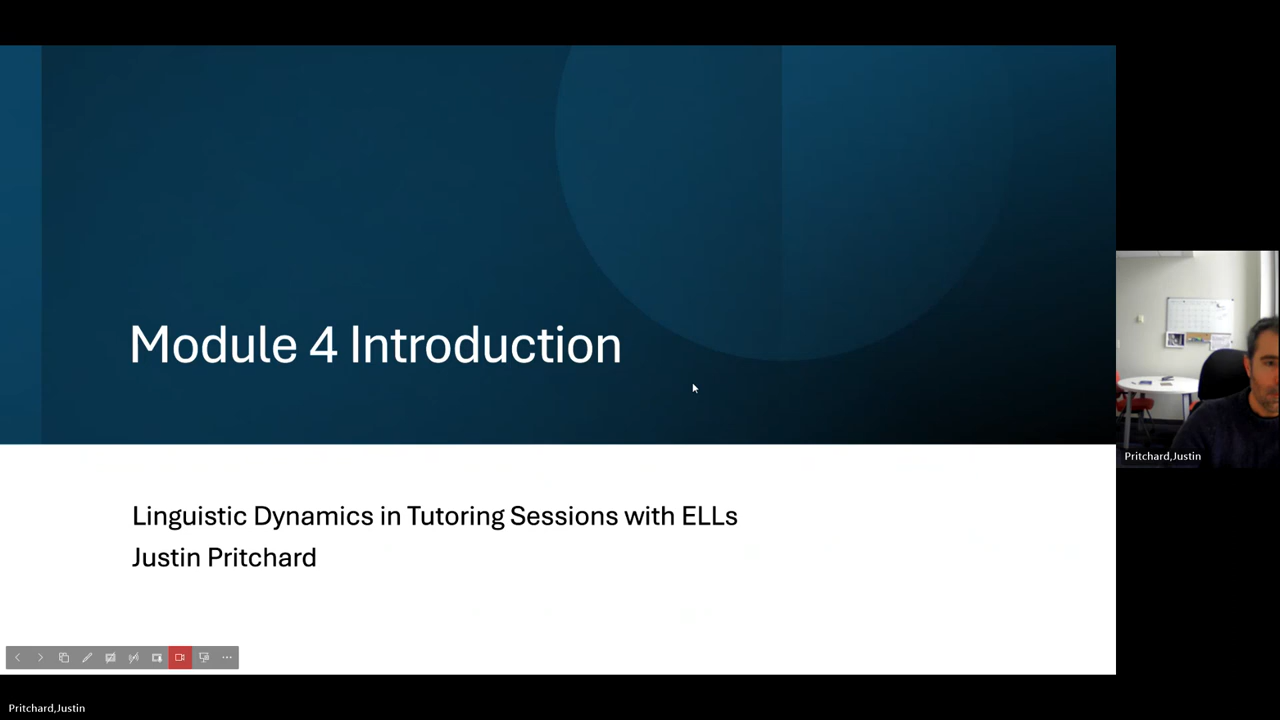 Module 4 Introduction
Linguistic Dynamics in Tutoring Sessions with ELLs
Justin Pritchard
Pritchard,Justin
Pritchard,Justin